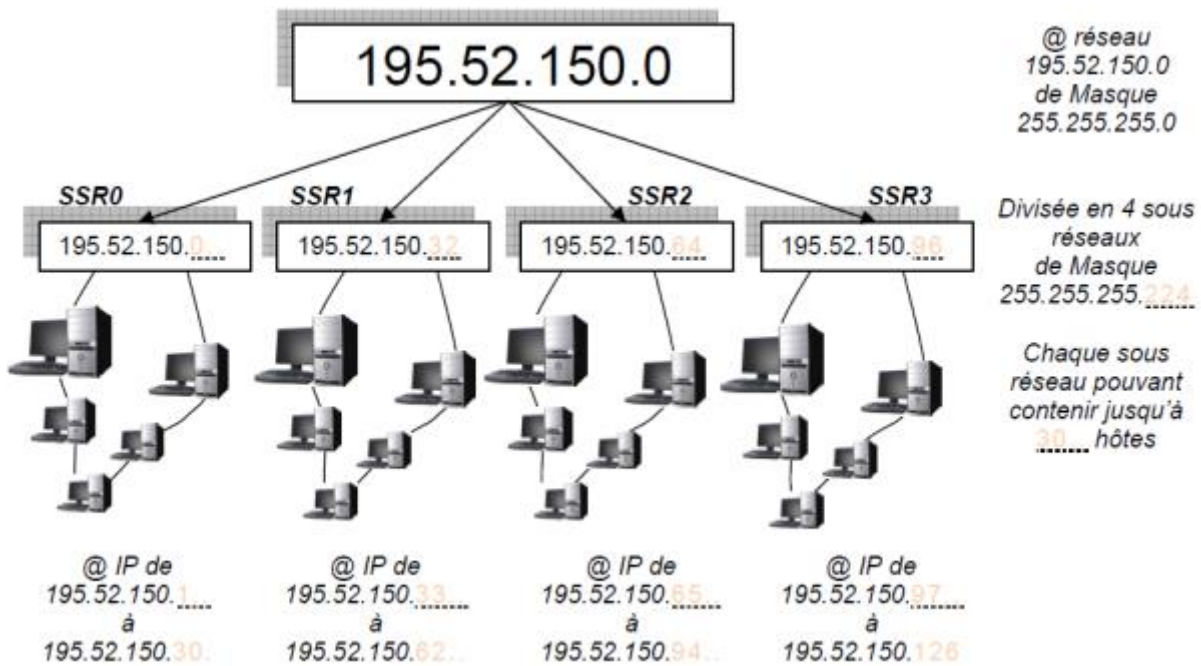 195.52.150.0
@ réseau
195.52.150.0
de Masque
255.255.255.0
SSR0
195.52.150.0..
SSR1
195.52.150.32
SSR2
195.52.150.64
SSR3
195.52.150.96
Divisée en 4 sous
réseaux
de Masque
255.255.255.224
Chaque sous
réseau pouvant
contenir jusqu'à
30.... hôtes
@ IP de
195.52.150.1...
à
195.52.150.30.
@ IP de
195.52.150.33..
à
195.52.150.62..
@ IP de
195.52.150.65..
à
195.52.150.94..
@ IP de
195.52.150.97...
à
195.52.150.126